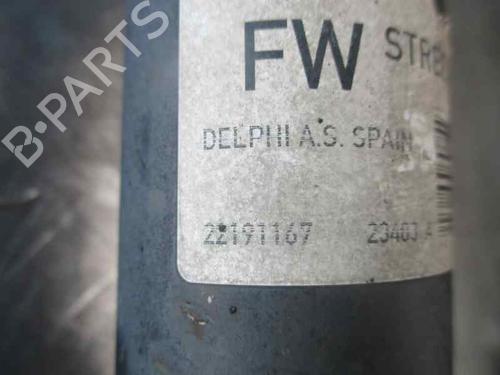 FW
DELPHI A.S. SPAIN
22191167 23403 A
B-PARTS